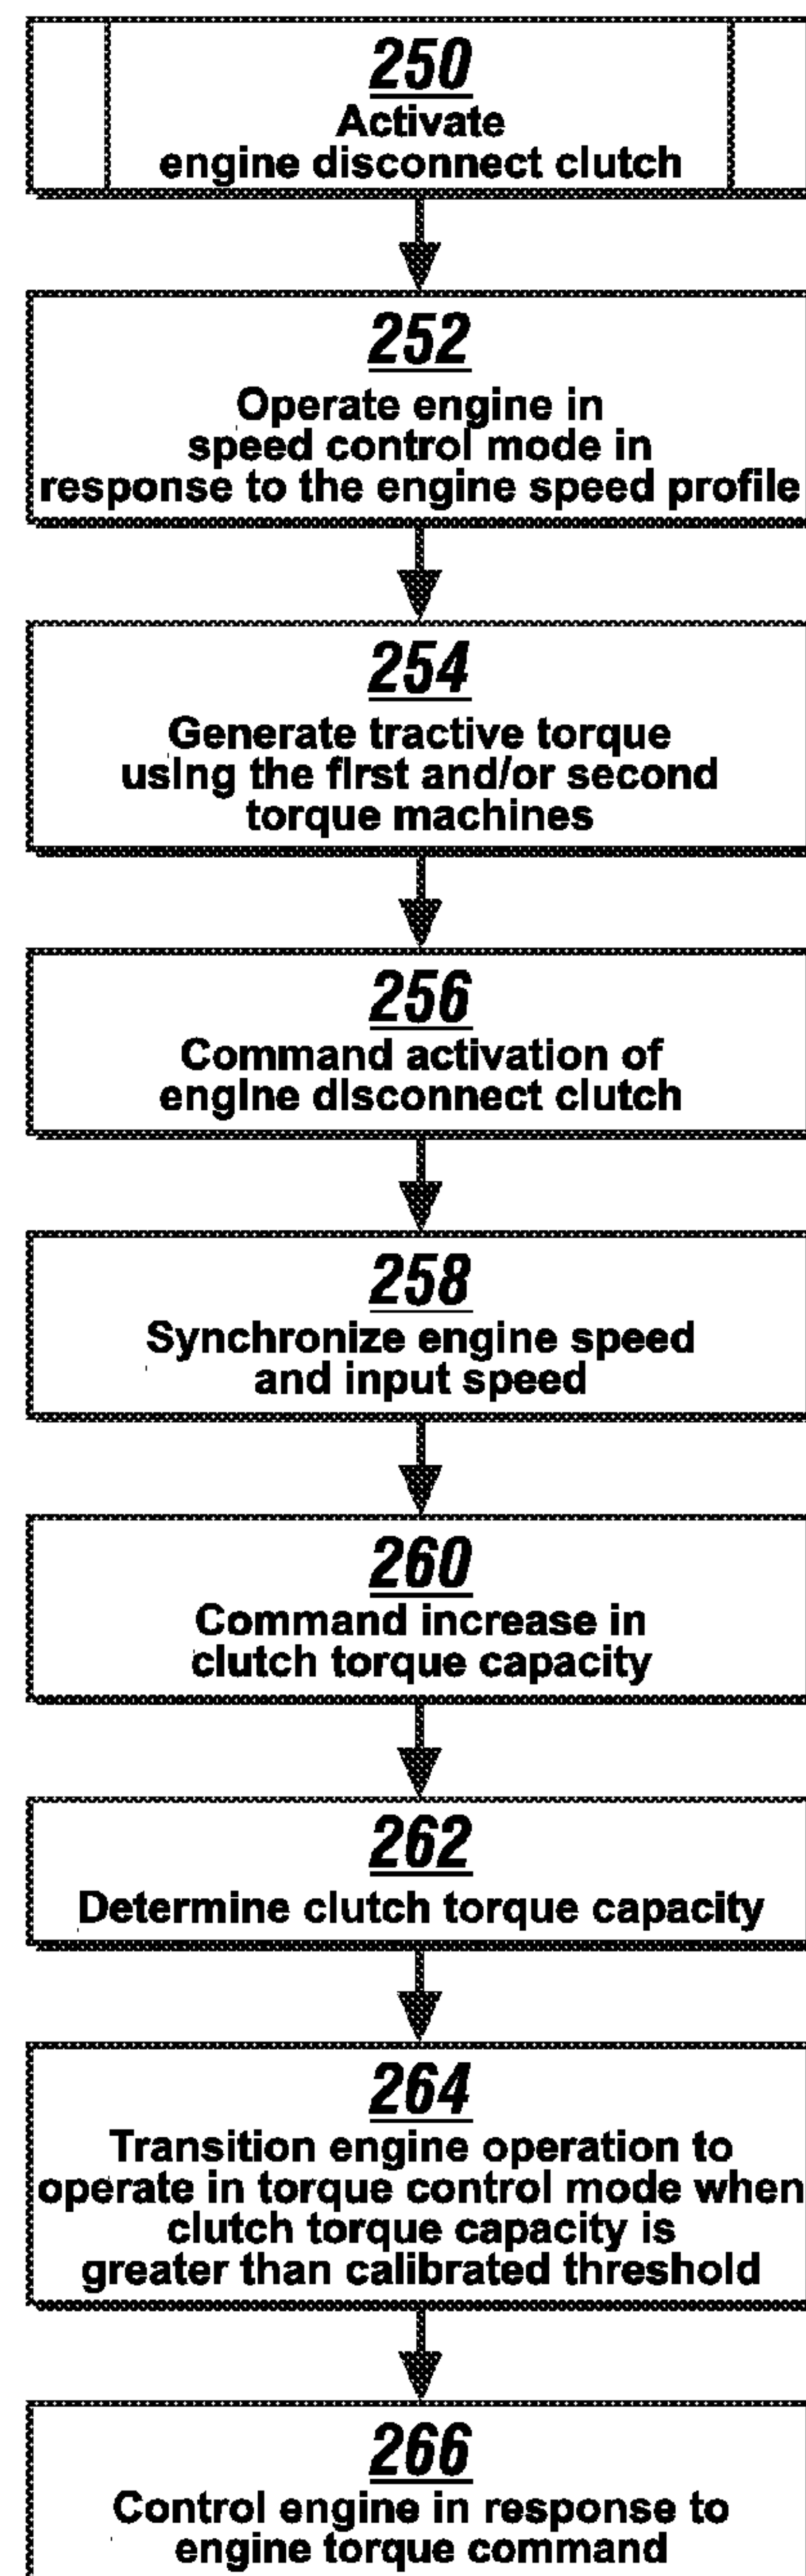 250
Activate
engine disconnect clutch
252
Operate engine in
speed control mode in
response to the engine speed profile
254
Generate tractive torque
using the first and/or second
torque machines
256
Command activation of
engine disconnect clutch
258
Synchronize engine speed
and input speed
260
Command increase in
clutch torque capacity
262
Determine clutch torque capacity
264
Transition engine operation to
operate in torque control mode when
clutch torque capacity is
greater than calibrated threshold
266
Control engine in response to
engine torque command